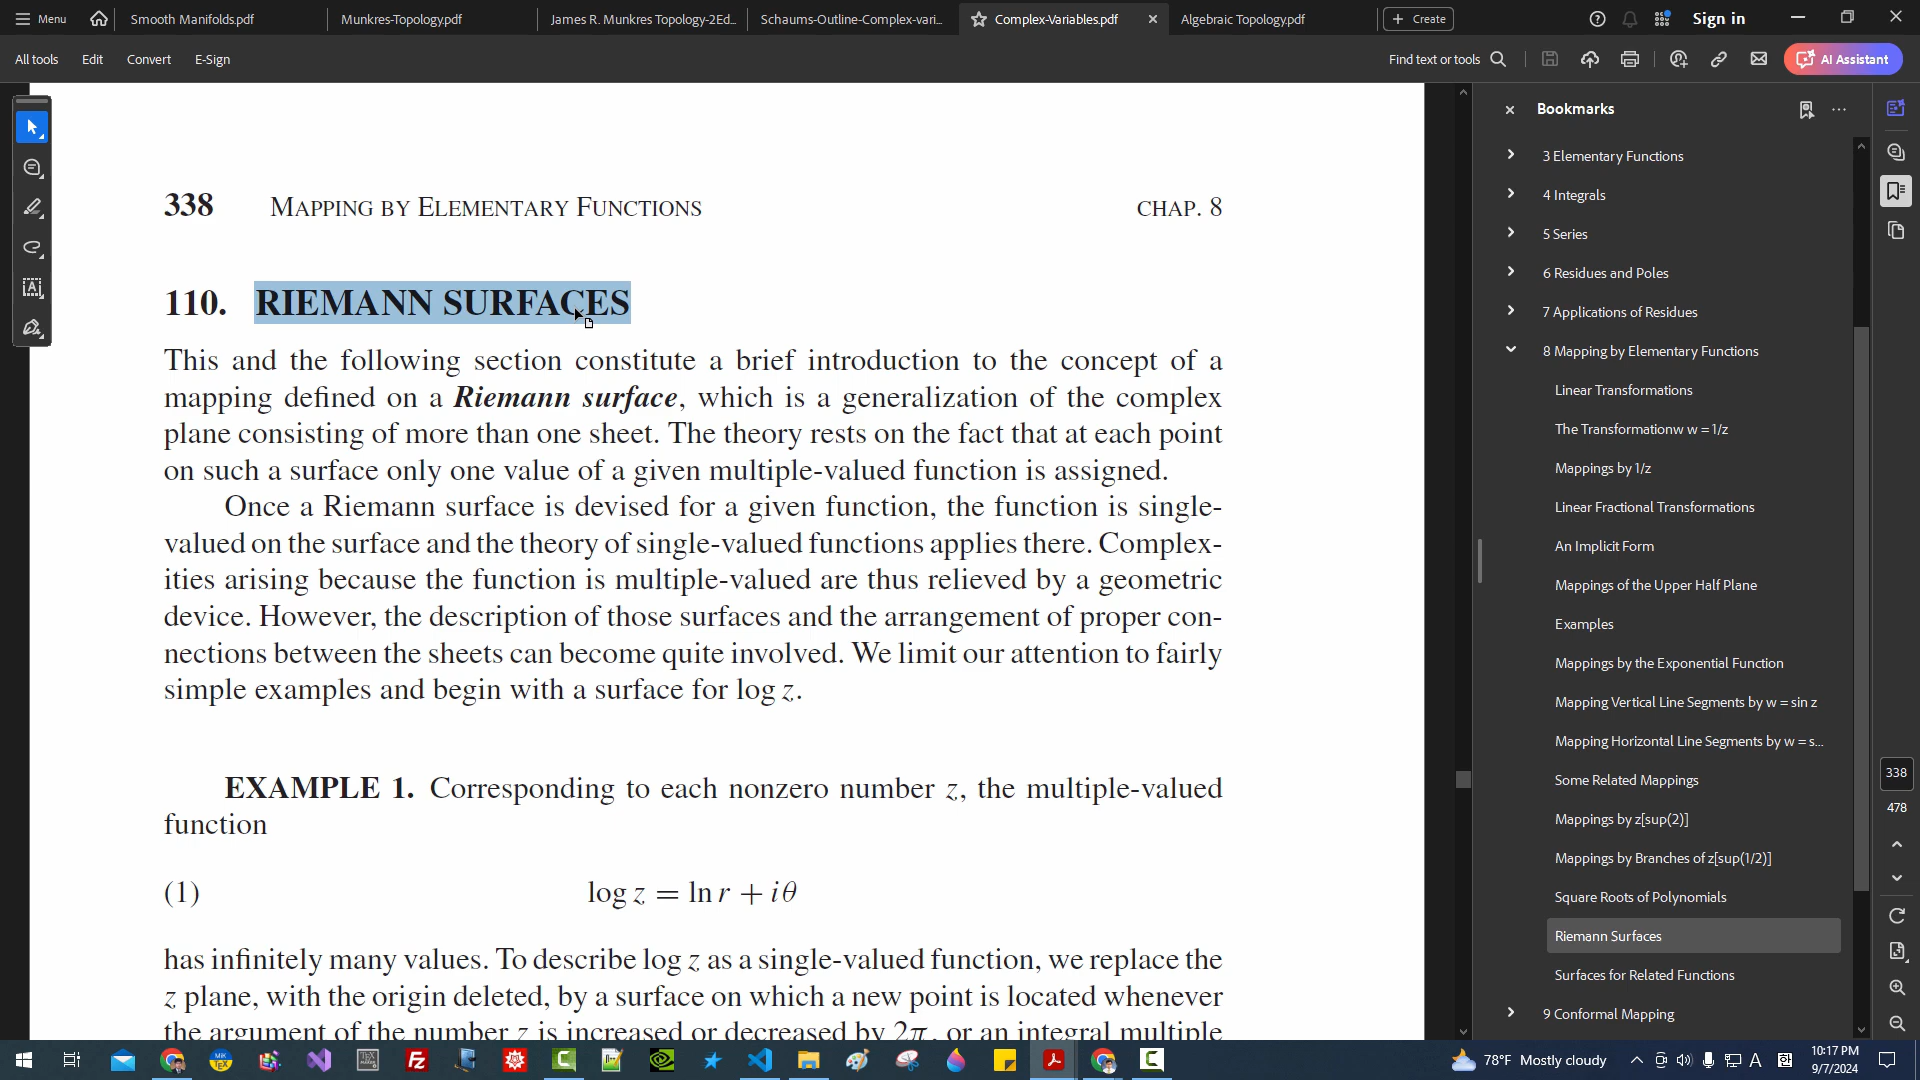 Menu
Smooth Manifolds.pdf
Munkres-Topology.pdf
James R. Munkres Topology-2Ed...
Schaums-Outline-Complex-vari...
Complex-Variables.pdf
Algebraic Topology.pdf
Create
Sign in
All tools
Edit
Convert
E-Sign
Find text or tools
AI Assistant
338 MAPPING BY ELEMENTARY FUNCTIONS CHAP. 8
110. RIEMANN SURFACES
This and the following section constitute a brief introduction to the concept of a
mapping defined on a Riemann surface, which is a generalization of the complex
plane consisting of more than one sheet. The theory rests on the fact that at each point
on such a surface only one value of a given multiple-valued function is assigned.
Once a Riemann surface is devised for a given function, the function is single-
valued on the surface and the theory of single-valued functions applies there. Complex-
ities arising because the function is multiple-valued are thus relieved by a geometric
device. However, the description of those surfaces and the arrangement of proper con-
nections between the sheets can become quite involved. We limit our attention to fairly
simple examples and begin with a surface for log z.
EXAMPLE 1. Corresponding to each nonzero number z, the multiple-valued
function
(1) log z = ln r + iθ
has infinitely many values. To describe log z as a single-valued function, we replace the
z plane, with the origin deleted, by a surface on which a new point is located whenever
the argument of the number z is increased or decreased by 2π, or an integral multiple
Bookmarks
3 Elementary Functions
4 Integrals
5 Series
6 Residues and Poles
7 Applications of Residues
8 Mapping by Elementary Functions
Linear Transformations
The Transformationw w = 1/z
Mappings by 1/z
Linear Fractional Transformations
An Implicit Form
Mappings of the Upper Half Plane
Examples
Mappings by the Exponential Function
Mapping Vertical Line Segments by w = sin z
Mapping Horizontal Line Segments by w = s...
Some Related Mappings
Mappings by z[sup(2)]
Mappings by Branches of z[sup(1/2)]
Square Roots of Polynomials
Riemann Surfaces
Surfaces for Related Functions
9 Conformal Mapping
338
478
78°F Mostly cloudy
A
10:17 PM
9/7/2024